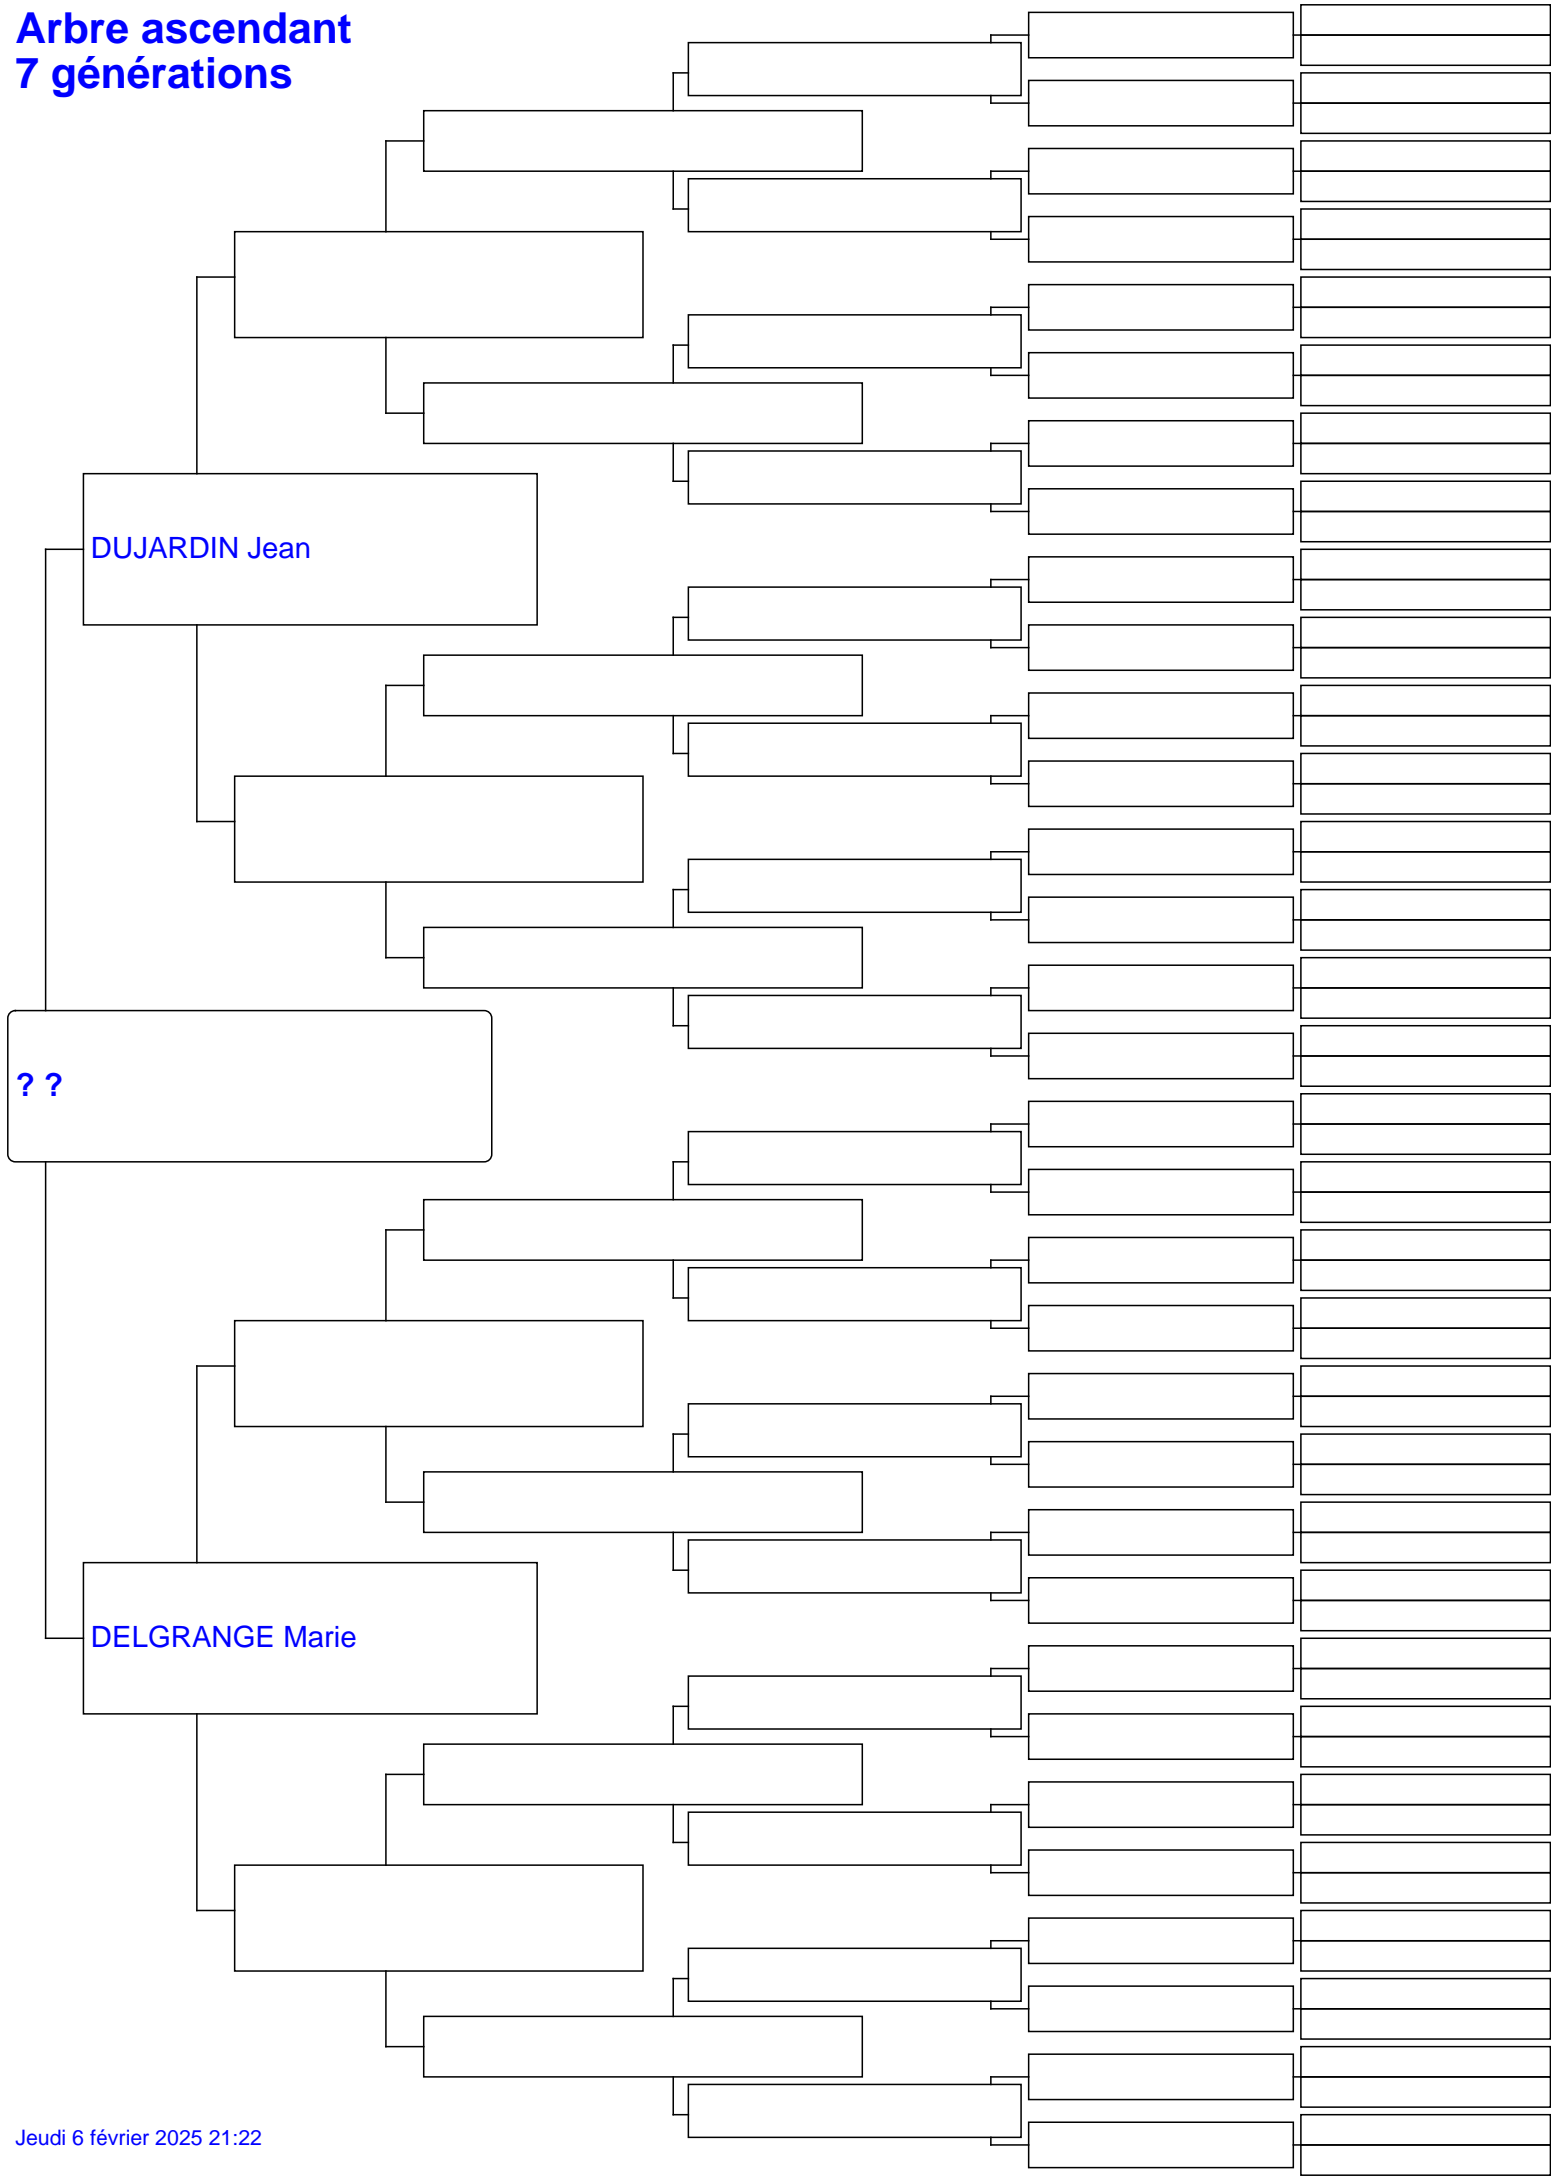 Arbre ascendant
7 générations
DUJARDIN Jean
? ?
DELGRANGE Marie
Jeudi 6 février 2025 21:22